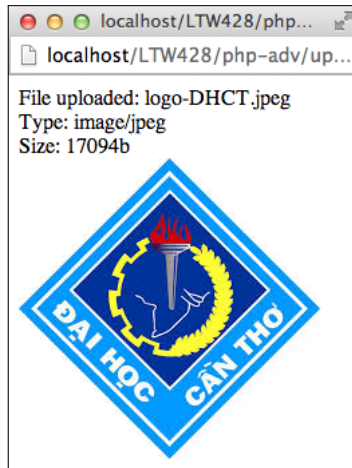 localhost/LTW428/php...
localhost/LTW428/php-adv/up...
File uploaded: logo-DHCT.jpeg
Type: image/jpeg
Size: 17094b
ĐẠI HỌC CẦN THƠ